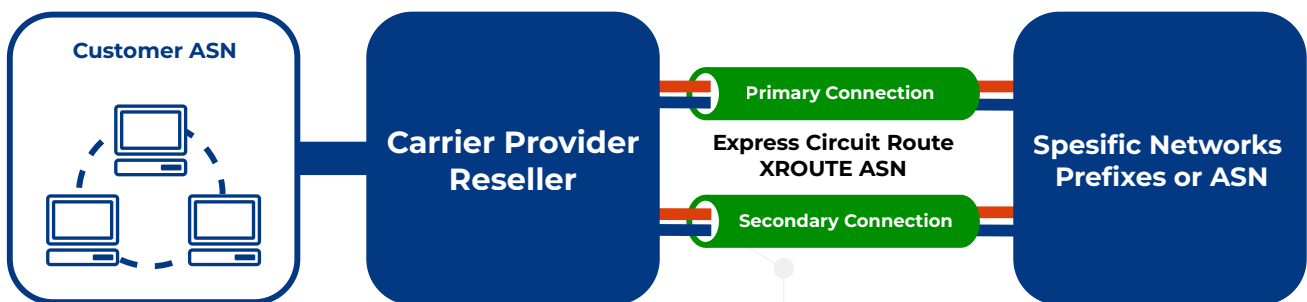 Customer ASN
Carrier Provider
Reseller
Primary Connection
Express Circuit Route
XROUTE ASN
Secondary Connection
Spesific Networks
Prefixes or ASN